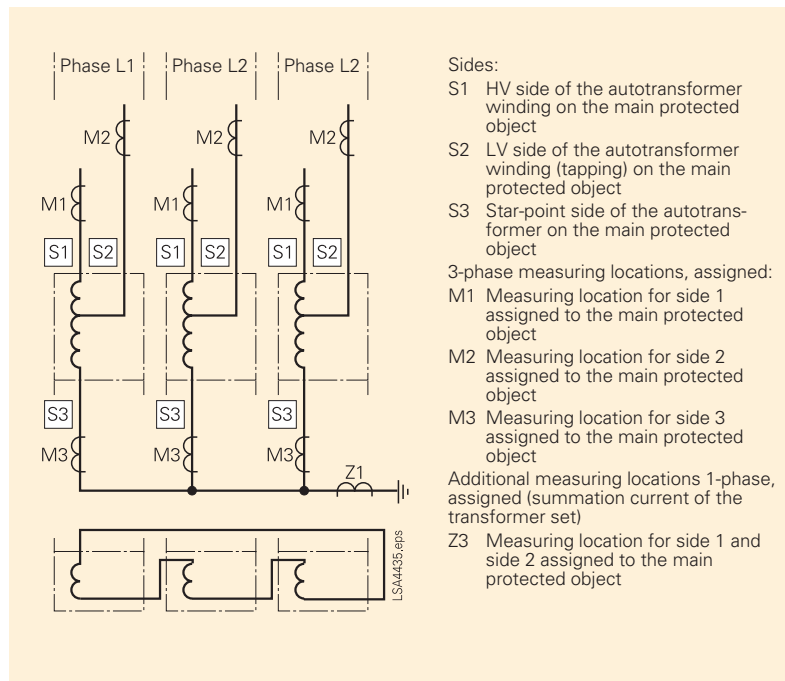 Phase L1 Phase L2 Phase L2
M2 M2 M2
M1 M1 M1
S1 S2 S1 S2 S1 S2
S3 S3 S3
M3 M3 M3
Z1
LSA4435.eps
Sides:
S1 HV side of the autotransformer
winding on the main protected
object
S2 LV side of the autotransformer
winding (tapping) on the main
protected object
S3 Star-point side of the autotrans-
former on the main protected
object
3-phase measuring locations, assigned:
M1 Measuring location for side 1
assigned to the main protected
object
M2 Measuring location for side 2
assigned to the main protected
object
M3 Measuring location for side 3
assigned to the main protected
object
Additional measuring locations 1-phase,
assigned (summation current of the
transformer set)
Z3 Measuring location for side 1 and
side 2 assigned to the main
protected object